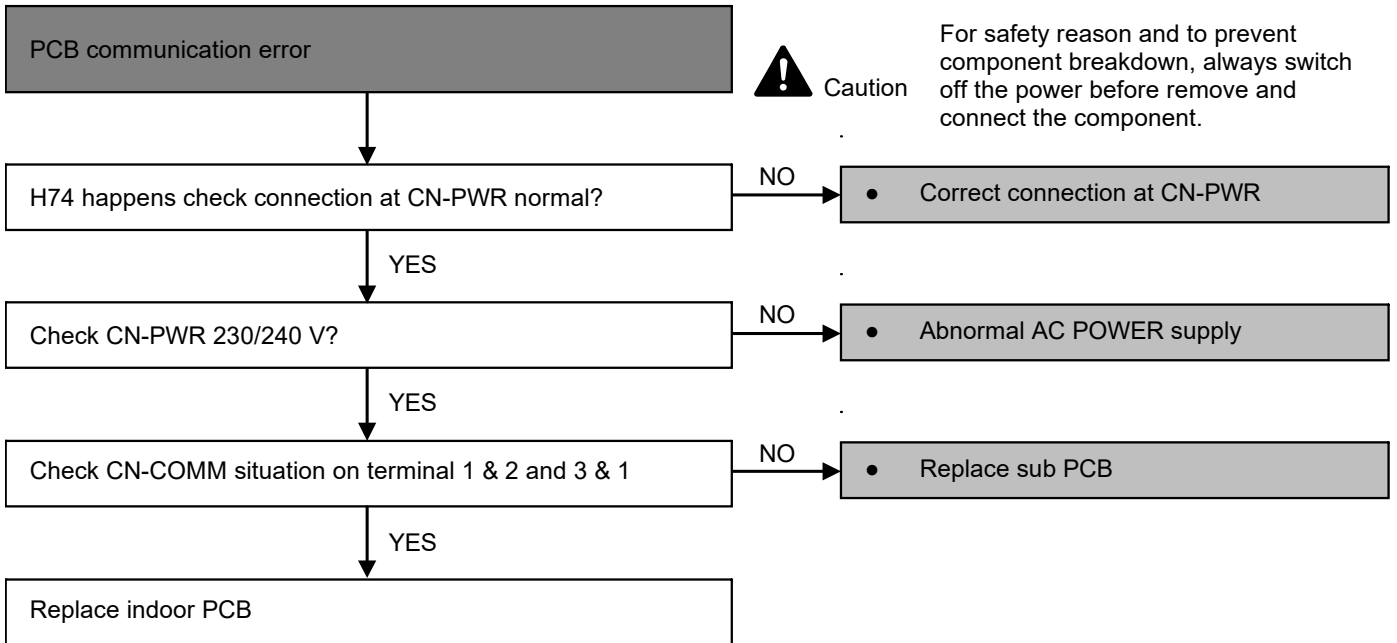 PCB communication error
Caution
For safety reason and to prevent
component breakdown, always switch
off the power before remove and
connect the component.
.
H74 happens check connection at CN-PWR normal?
NO
• Correct connection at CN-PWR
YES
.
Check CN-PWR 230/240 V?
NO
• Abnormal AC POWER supply
YES
.
Check CN-COMM situation on terminal 1 & 2 and 3 & 1
NO
• Replace sub PCB
YES
Replace indoor PCB